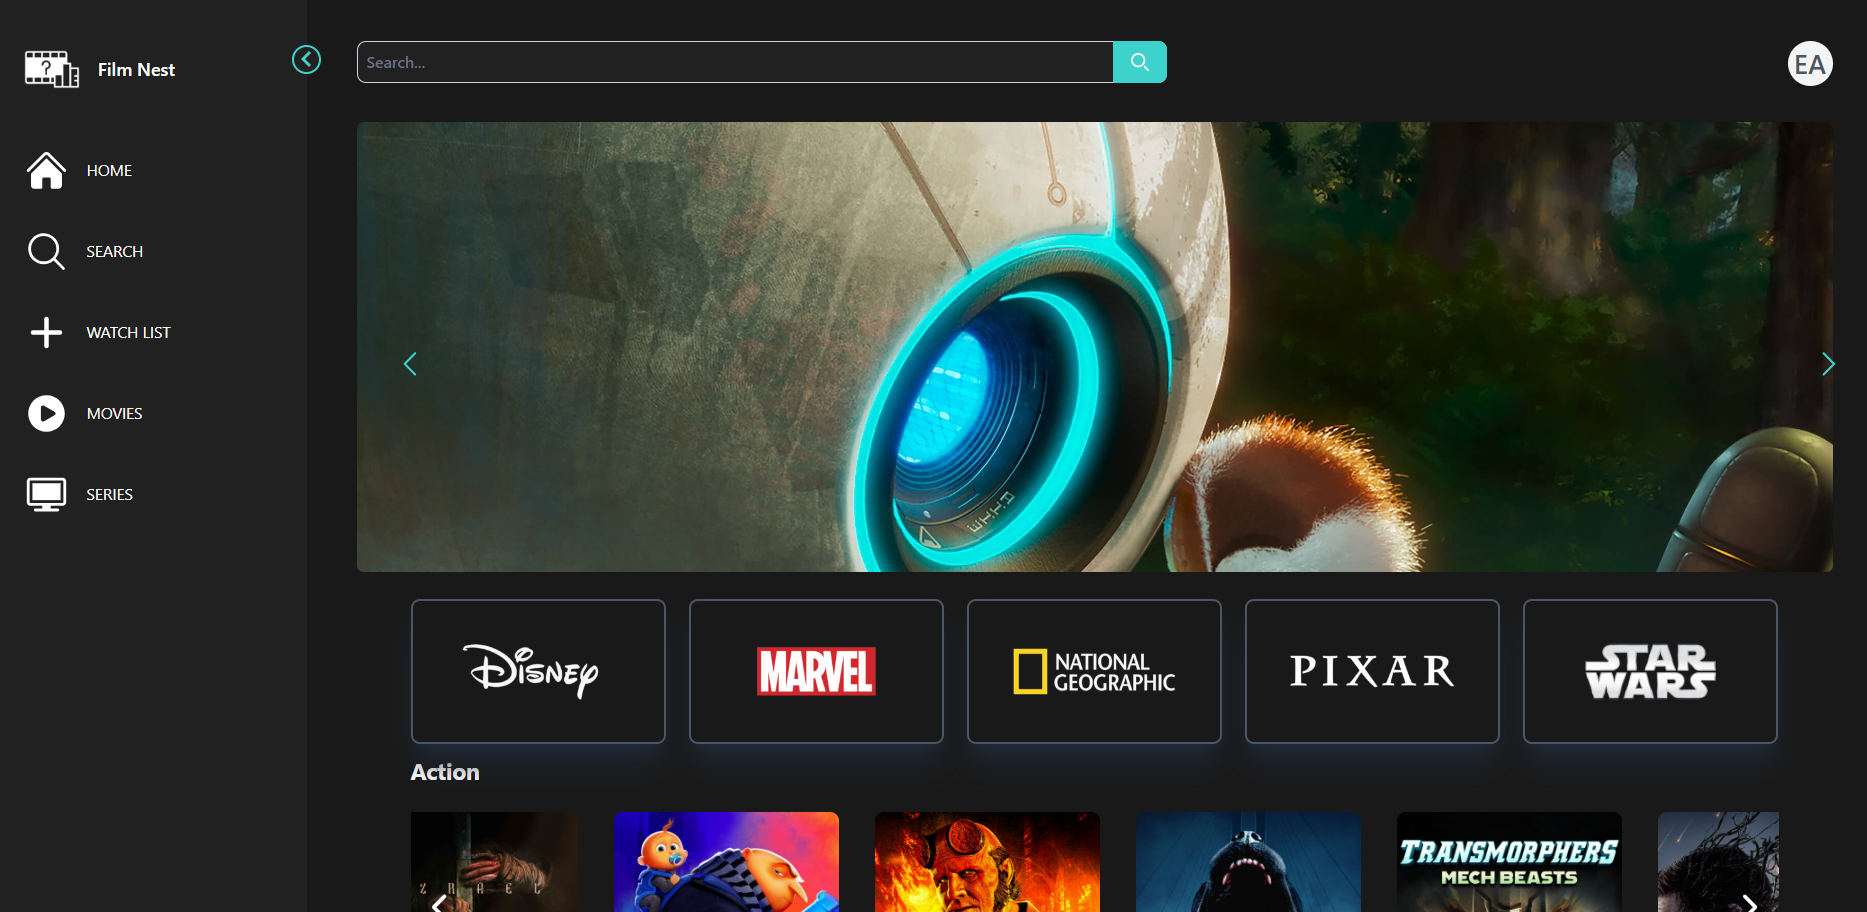 Film Nest
Search...
EA
HOME
SEARCH
WATCH LIST
MOVIES
SERIES
DISNEY
MARVEL
NATIONAL
GEOGRAPHIC
PIXAR
STAR
WARS
Action
ZRAEL
TRANSMORPHERS
MECH BEASTS